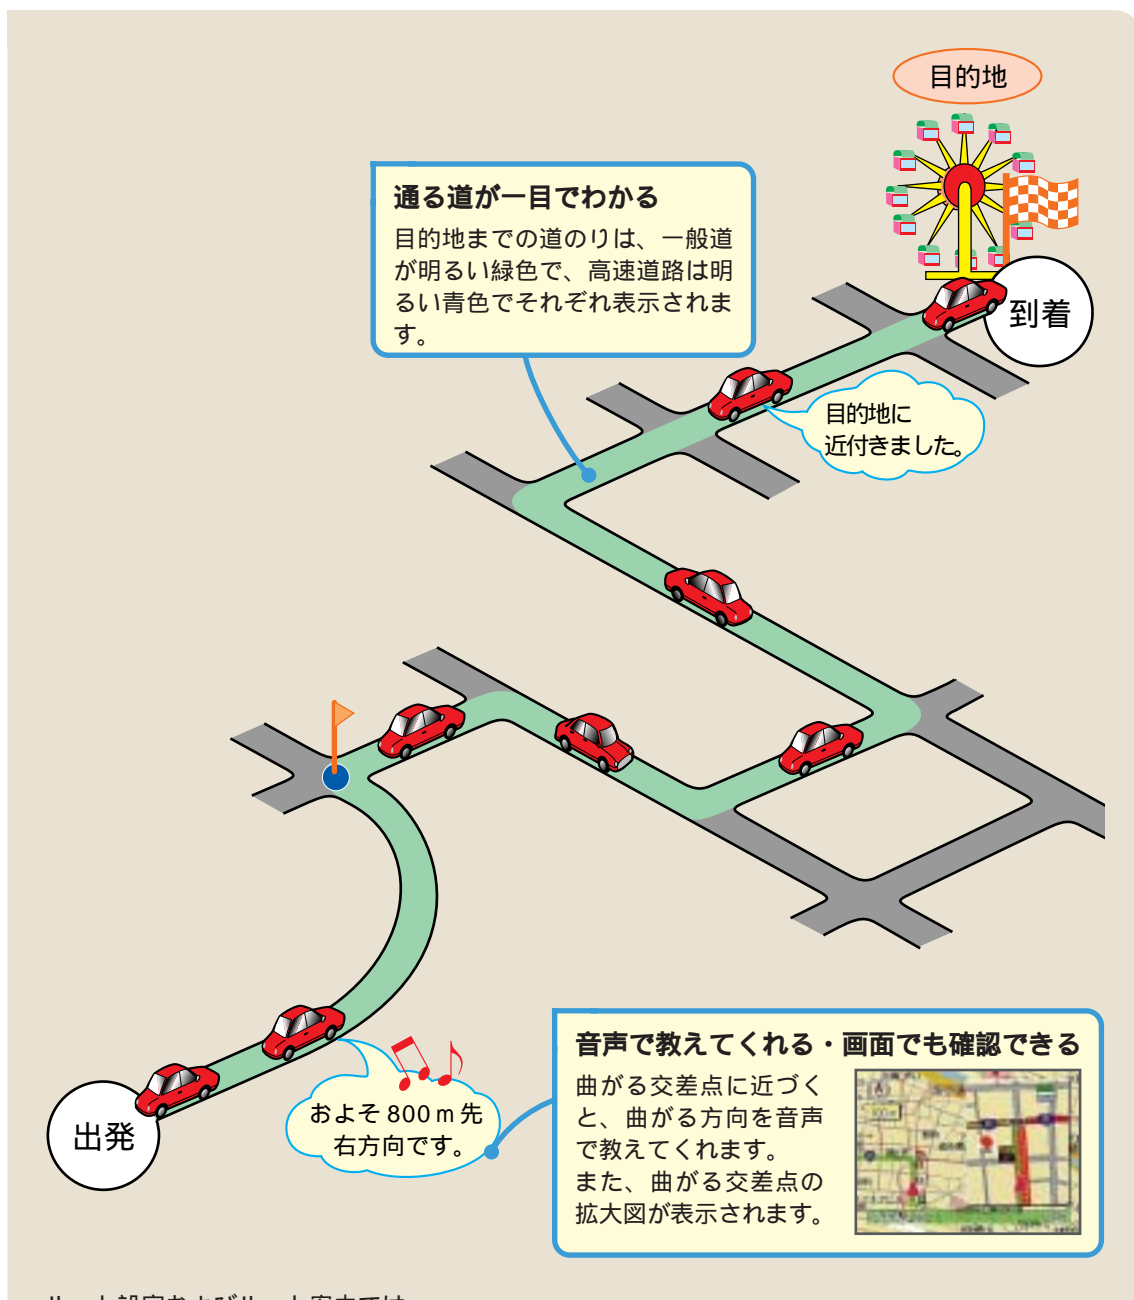 目的地
通る道が一目でわかる
目的地までの道のりは、一般道
が明るい緑色で、高速道路は明
るい青色でそれぞれ表示されま
す。
到着
目的地に
近付きました。
音声で教えてくれる・画面でも確認できる
曲がる交差点に近づく
と、曲がる方向を音声
で教えてくれます。
また、曲がる交差点の
拡大図が表示されます。
およそ800m先
右方向です。
出発